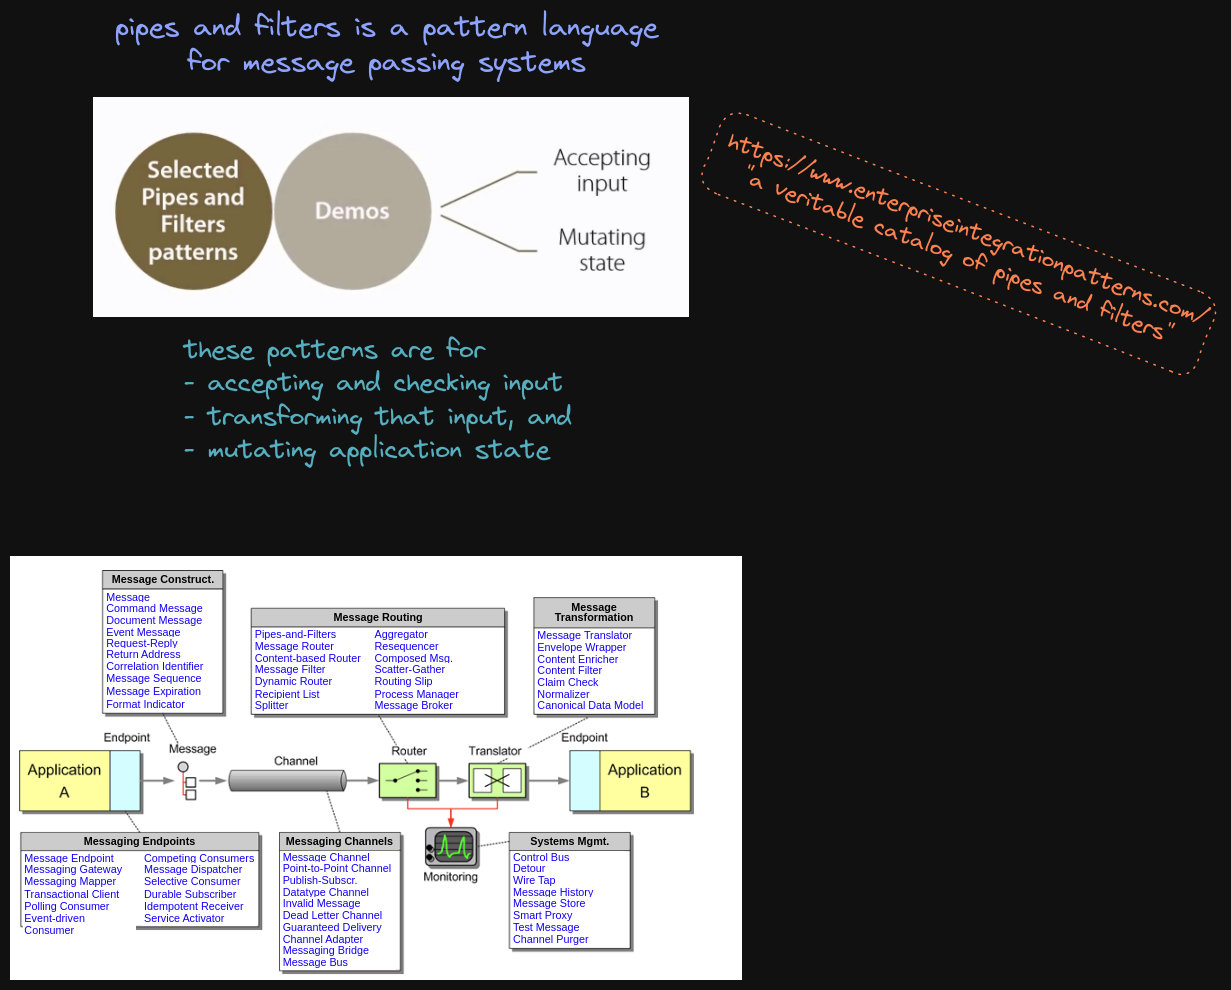 pipes and filters is a pattern language
for message passing systems
Selected
Pipes and
Filters
patterns
Demos
Accepting
input
Mutating
state
https://www.enterpriseintegrationpatterns.com/
"a veritable catalog of pipes and filters"
these patterns are for
- accepting and checking input
- transforming that input, and
- mutating application state
Message Construct.
Message
Command Message
Document Message
Event Message
Request-Reply
Return Address
Correlation Identifier
Message Sequence
Message Expiration
Format Indicator
Message Routing
Pipes-and-Filters
Message Router
Content-based Router
Message Filter
Dynamic Router
Recipient List
Splitter
Aggregator
Resequencer
Composed Msg.
Scatter-Gather
Routing Slip
Process Manager
Message Broker
Message
Transformation
Message Translator
Envelope Wrapper
Content Enricher
Content Filter
Claim Check
Normalizer
Canonical Data Model
Endpoint
Message
Channel
Router
Translator
Endpoint
Application
A
Application
B
Monitoring
Messaging Endpoints
Message Endpoint
Messaging Gateway
Messaging Mapper
Transactional Client
Polling Consumer
Event-driven
Consumer
Competing Consumers
Message Dispatcher
Selective Consumer
Durable Subscriber
Idempotent Receiver
Service Activator
Messaging Channels
Message Channel
Point-to-Point Channel
Publish-Subscr.
Datatype Channel
Invalid Message
Dead Letter Channel
Guaranteed Delivery
Channel Adapter
Messaging Bridge
Message Bus
Systems Mgmt.
Control Bus
Detour
Wire Tap
Message History
Message Store
Smart Proxy
Test Message
Channel Purger